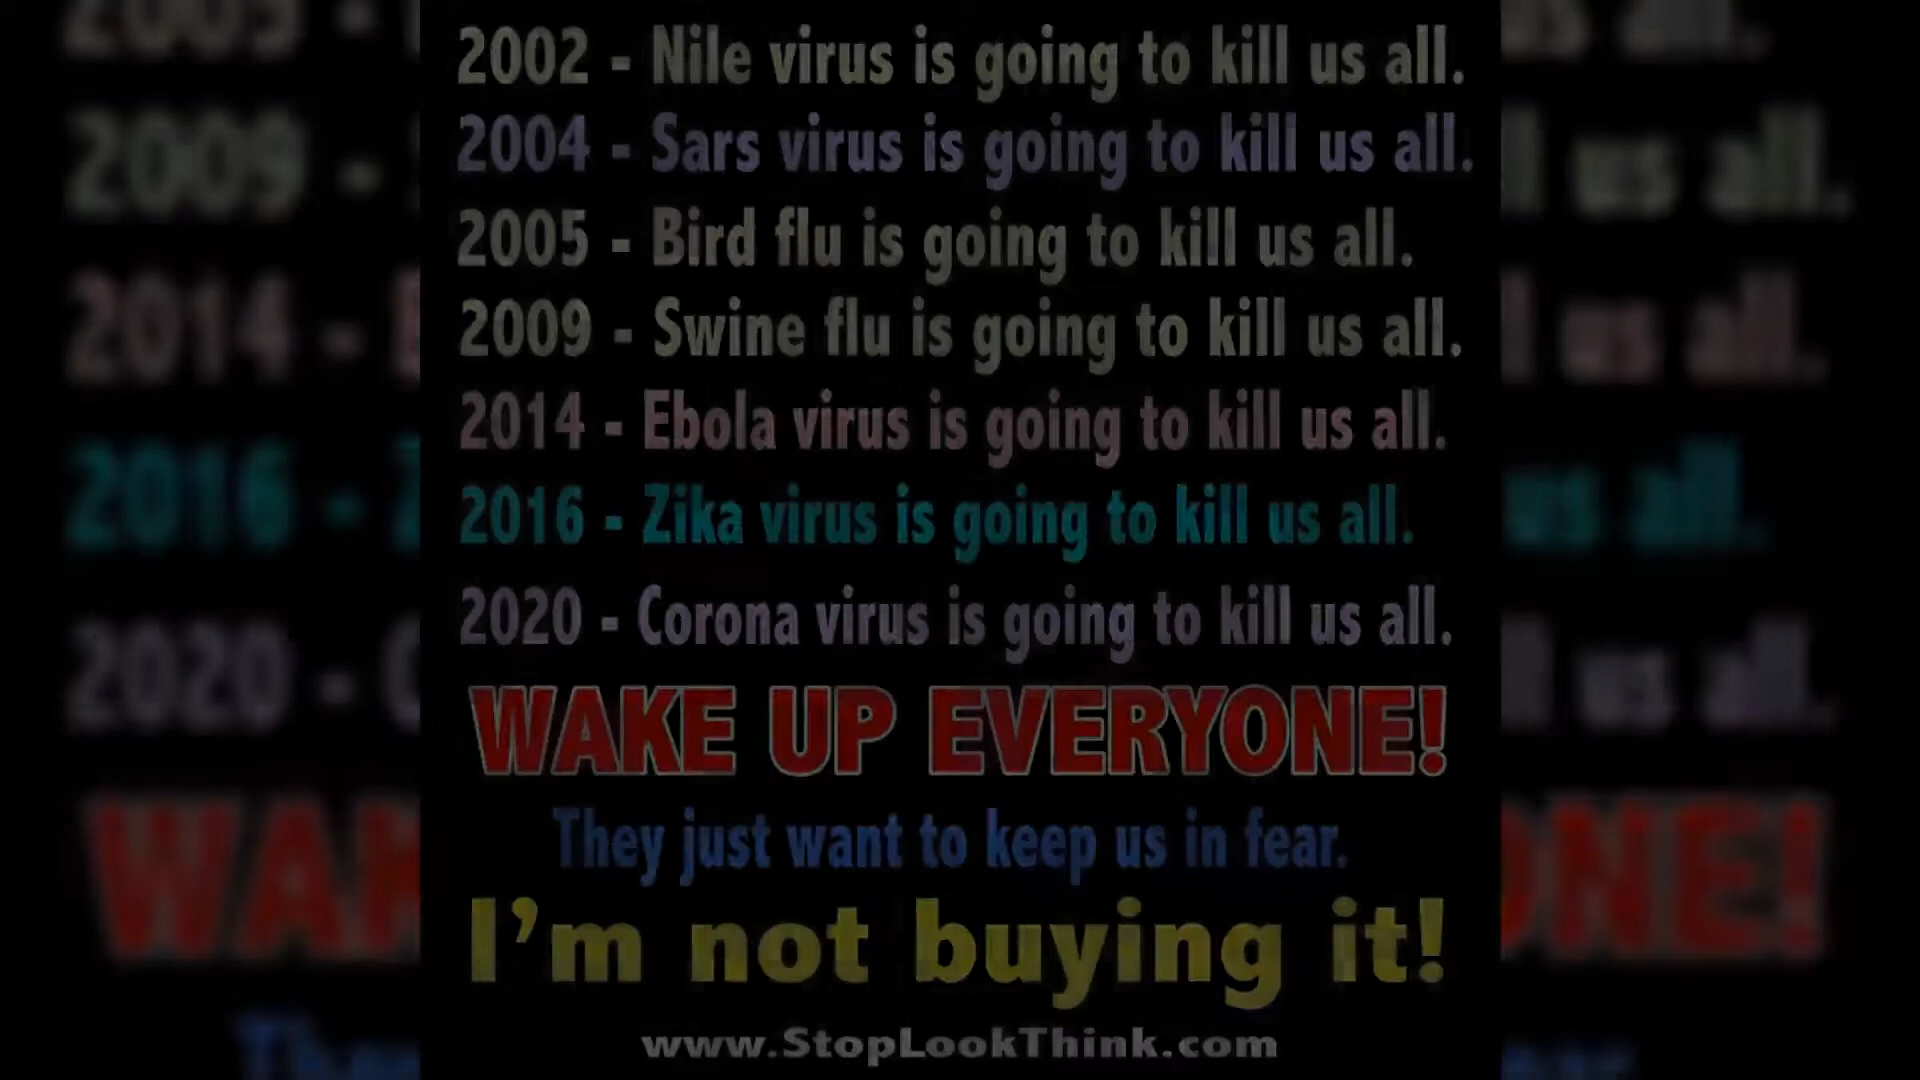 2002 - Nile virus is going to kill us all.
2004 - Sars virus is going to kill us all.
2005 - Bird flu is going to kill us all.
2009 - Swine flu is going to kill us all.
2014 - Ebola virus is going to kill us all.
2016 - Zika virus is going to kill us all.
2020 - Corona virus is going to kill us all.
WAKE UP EVERYONE!
They just want to keep us in fear.
I'm not buying it!
www.StopLookThink.com